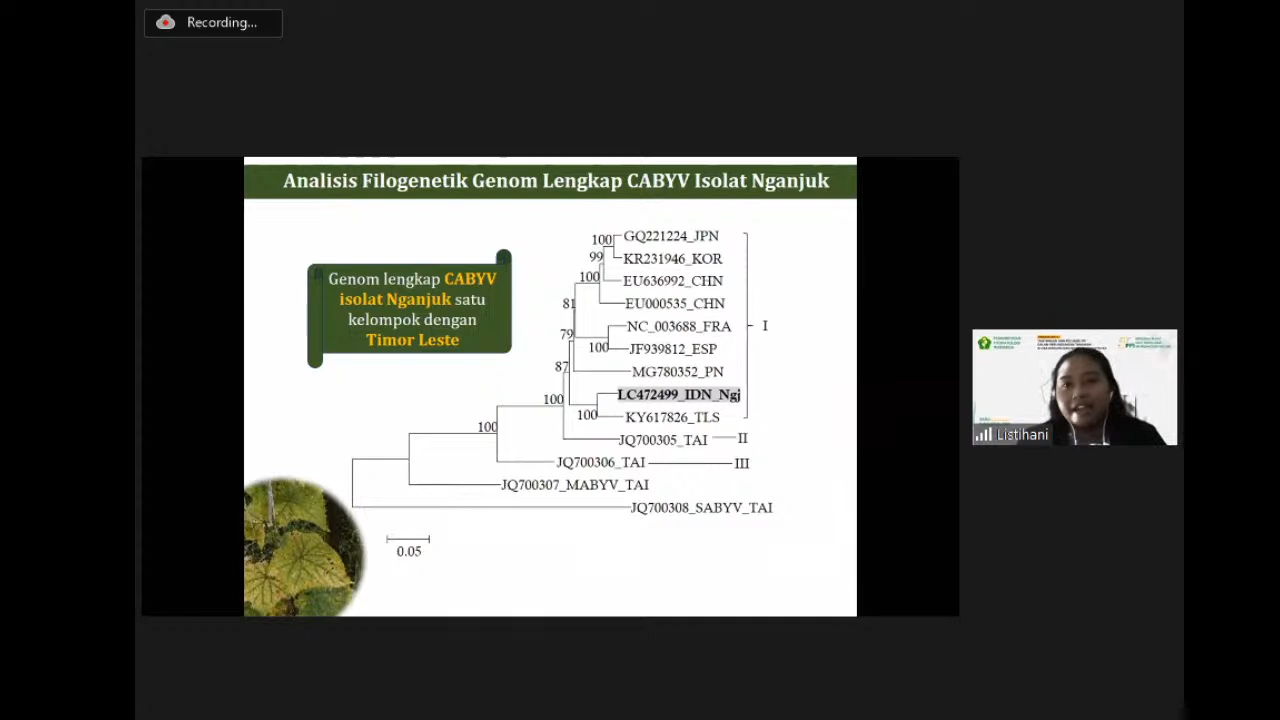 Recording...
Analisis Filogenetik Genom Lengkap CABYV Isolat Nganjuk
Genom lengkap CABYV
isolat Nganjuk satu
kelompok dengan
Timor Leste
100
GQ221224_JPN
99
KR231946_KOR
100
EU636992_CHN
81
EU000535_CHN
I
79
NC_003688_FRA
100
JF939812_ESP
87
MG780352_PN
100
LC472499_IDN_Ngj
100
KY617826_TLS
100
JQ700305_TAI
II
JQ700306_TAI
III
JQ700307_MABYV_TAI
JQ700308_SABYV_TAI
0.05
Listihani